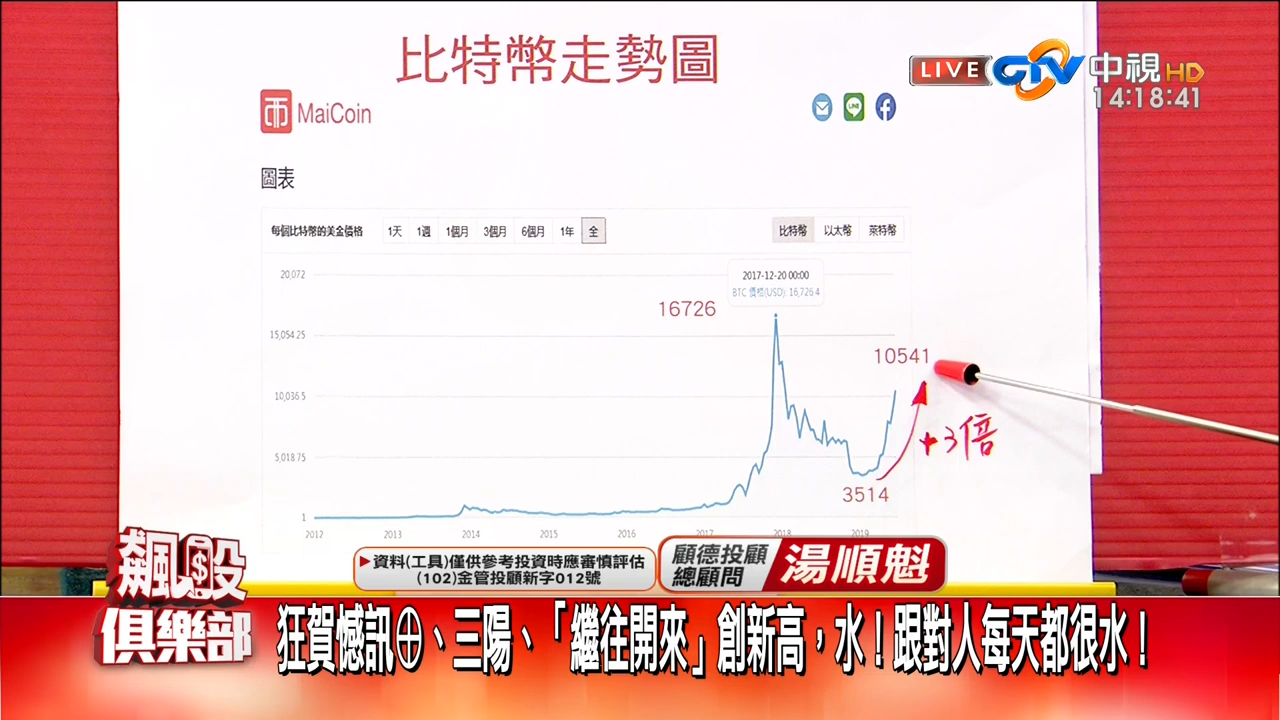 比特幣走勢圖
LIVE CTV 中視HD
14:18:41
MaiCoin
圖表
每個比特幣的美金價格 1天 1週 1個月 3個月 6個月 1年 全 比特幣 以太幣 萊特幣
20,072
2017-12-20 00:00
BTC 價格(USD): 16,726.4
16726
15,054.25
10541
10,036.5
+3倍
5,018.75
3514
1
2012 2013 2014 2015 2016 2017 2018 2019
飆股俱樂部
資料(工具)僅供參考投資時應審慎評估
(102)金管投顧新字012號
顧德投顧
總顧問
湯順魁
狂賀憾訊㊉、三陽、「繼往開來」創新高,水!跟對人每天都很水!